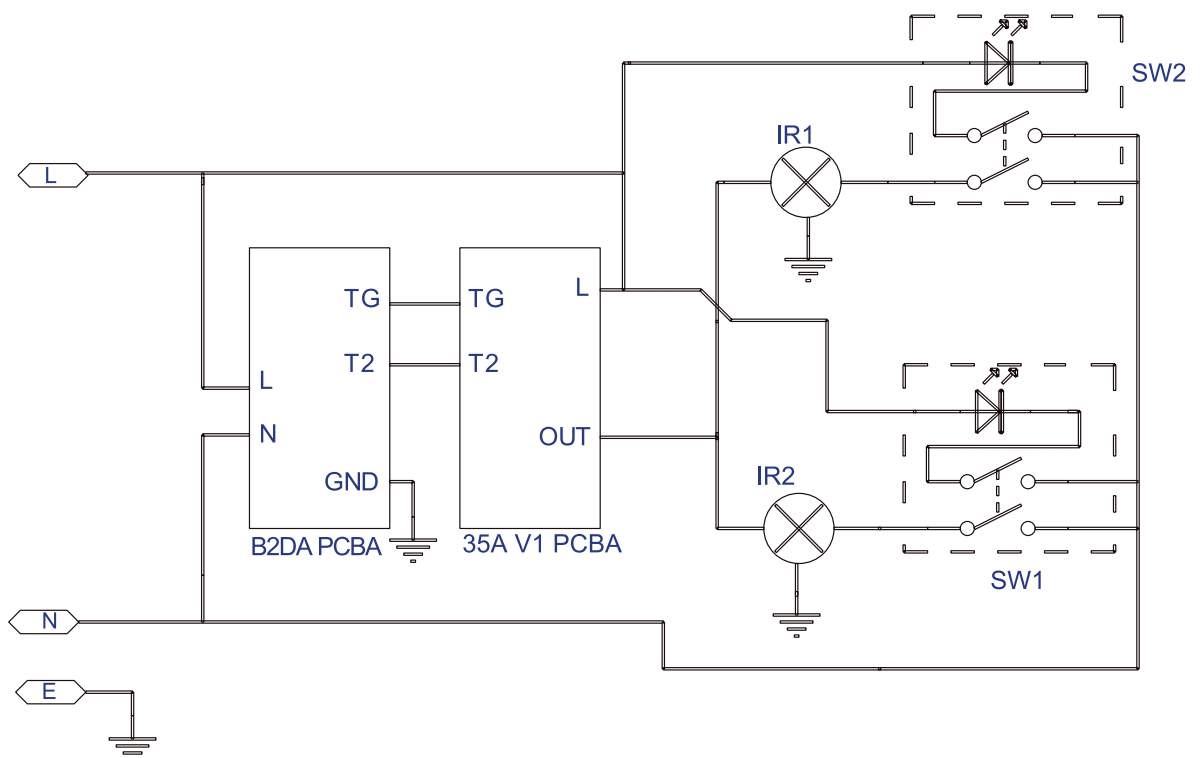 SW2
IR1
L
TG
TG
L
T2
T2
L
N
OUT
GND
IR2
B2DA PCBA
35A V1 PCBA
SW1
N
E